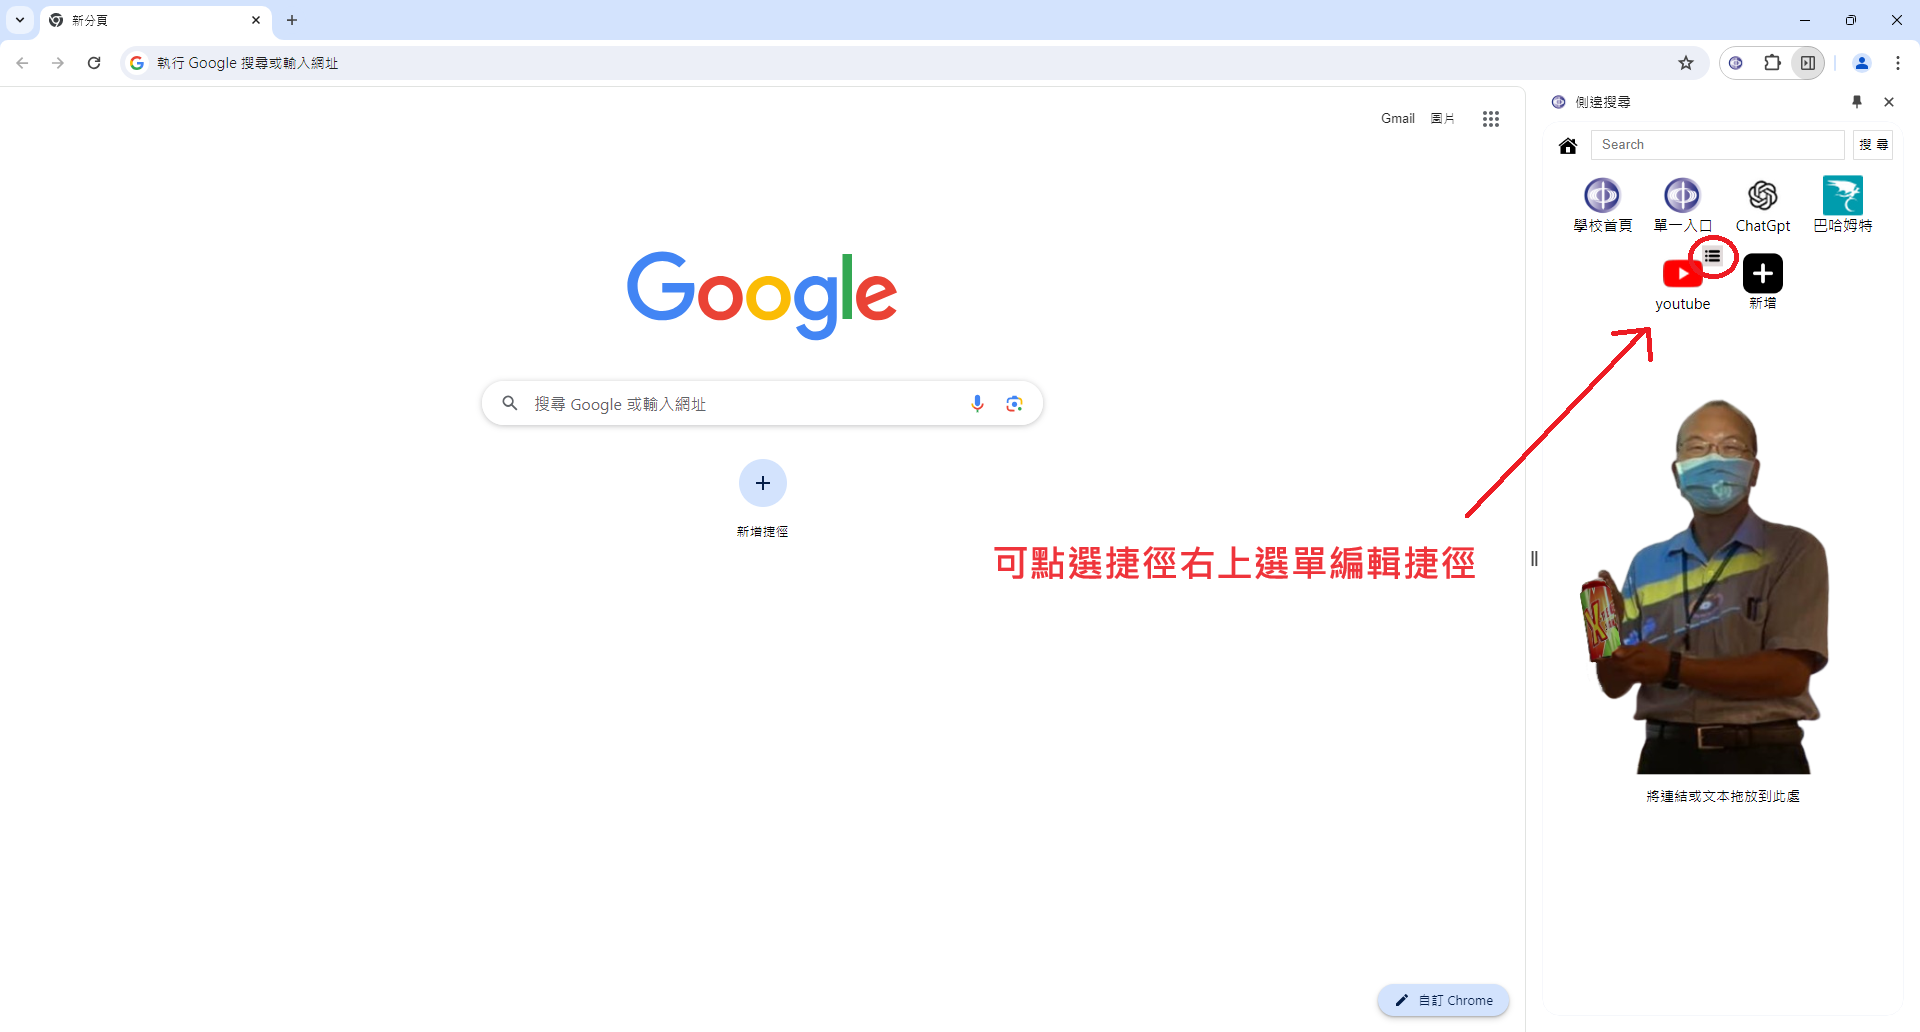 新分頁
執行 Google 搜尋或輸入網址
側邊搜尋
Gmail 圖片
Search 搜 尋
學校首頁 單一入口 ChatGpt 巴哈姆特
youtube 新增
Google
搜尋 Google 或輸入網址
新增捷徑
可點選捷徑右上選單編輯捷徑
將連結或文本拖放到此處
自訂 Chrome